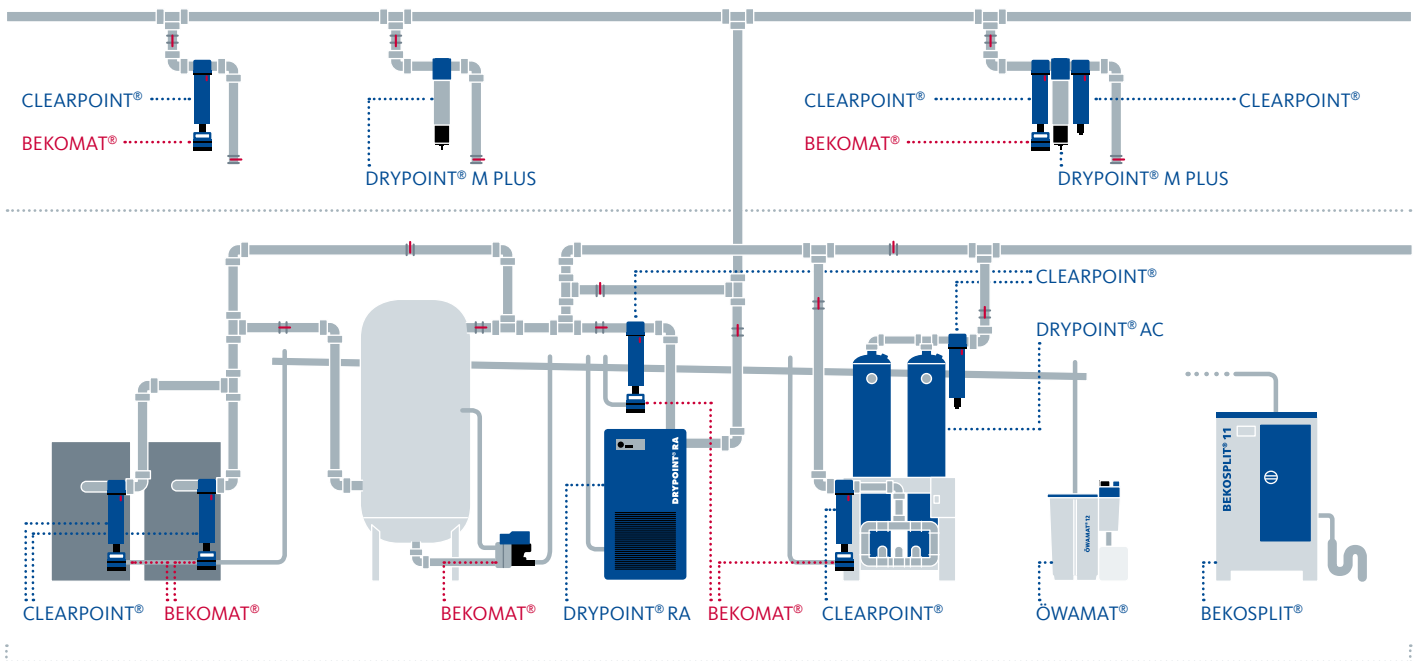 CLEARPOINT®
BEKOMAT®
DRYPOINT® M PLUS
CLEARPOINT®
CLEARPOINT®
BEKOMAT®
DRYPOINT® M PLUS
CLEARPOINT®
DRYPOINT® AC
DRYPOINT® RA
BEKOSPLIT® 11
ÖWAMAT® 12
CLEARPOINT®
BEKOMAT®
BEKOMAT®
DRYPOINT® RA
BEKOMAT®
CLEARPOINT®
ÖWAMAT®
BEKOSPLIT®